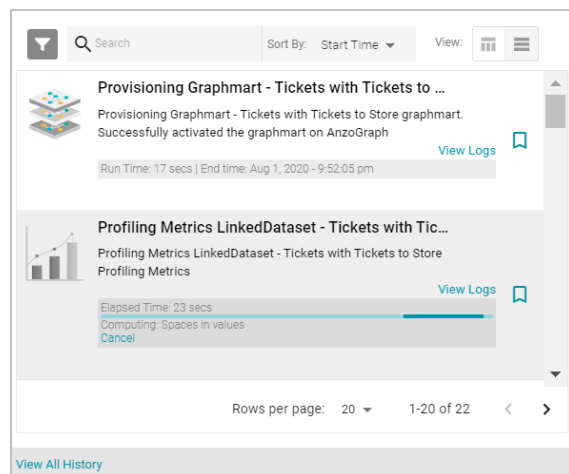 Search
Sort By: Start Time
View:
Provisioning Graphmart - Tickets with Tickets to ...
Provisioning Graphmart - Tickets with Tickets to Store graphmart.
Successfully activated the graphmart on AnzoGraph
View Logs
Run Time: 17 secs | End time: Aug 1, 2020 - 9:52:05 pm
Profiling Metrics LinkedDataset - Tickets with Tic...
Profiling Metrics LinkedDataset - Tickets with Tickets to Store
Profiling Metrics
View Logs
Elapsed Time: 23 secs
Computing: Spaces in values
Cancel
Rows per page: 20 1-20 of 22
View All History